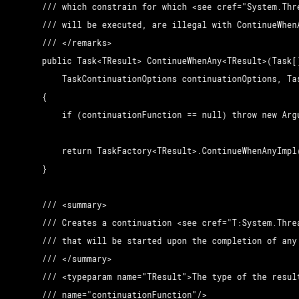 /// which constrain for which <see cref="System.Thre
/// will be executed, are illegal with ContinueWhenA
/// </remarks>
public Task<TResult> ContinueWhenAny<TResult>(Task[]
TaskContinuationOptions continuationOptions, Tas
{
if (continuationFunction == null) throw new Argu
return TaskFactory<TResult>.ContinueWhenAnyImpl
}
/// <summary>
/// Creates a continuation <see cref="T:System.Threa
/// that will be started upon the completion of any
/// </summary>
/// <typeparam name="TResult">The type of the result
/// name="continuationFunction"/>